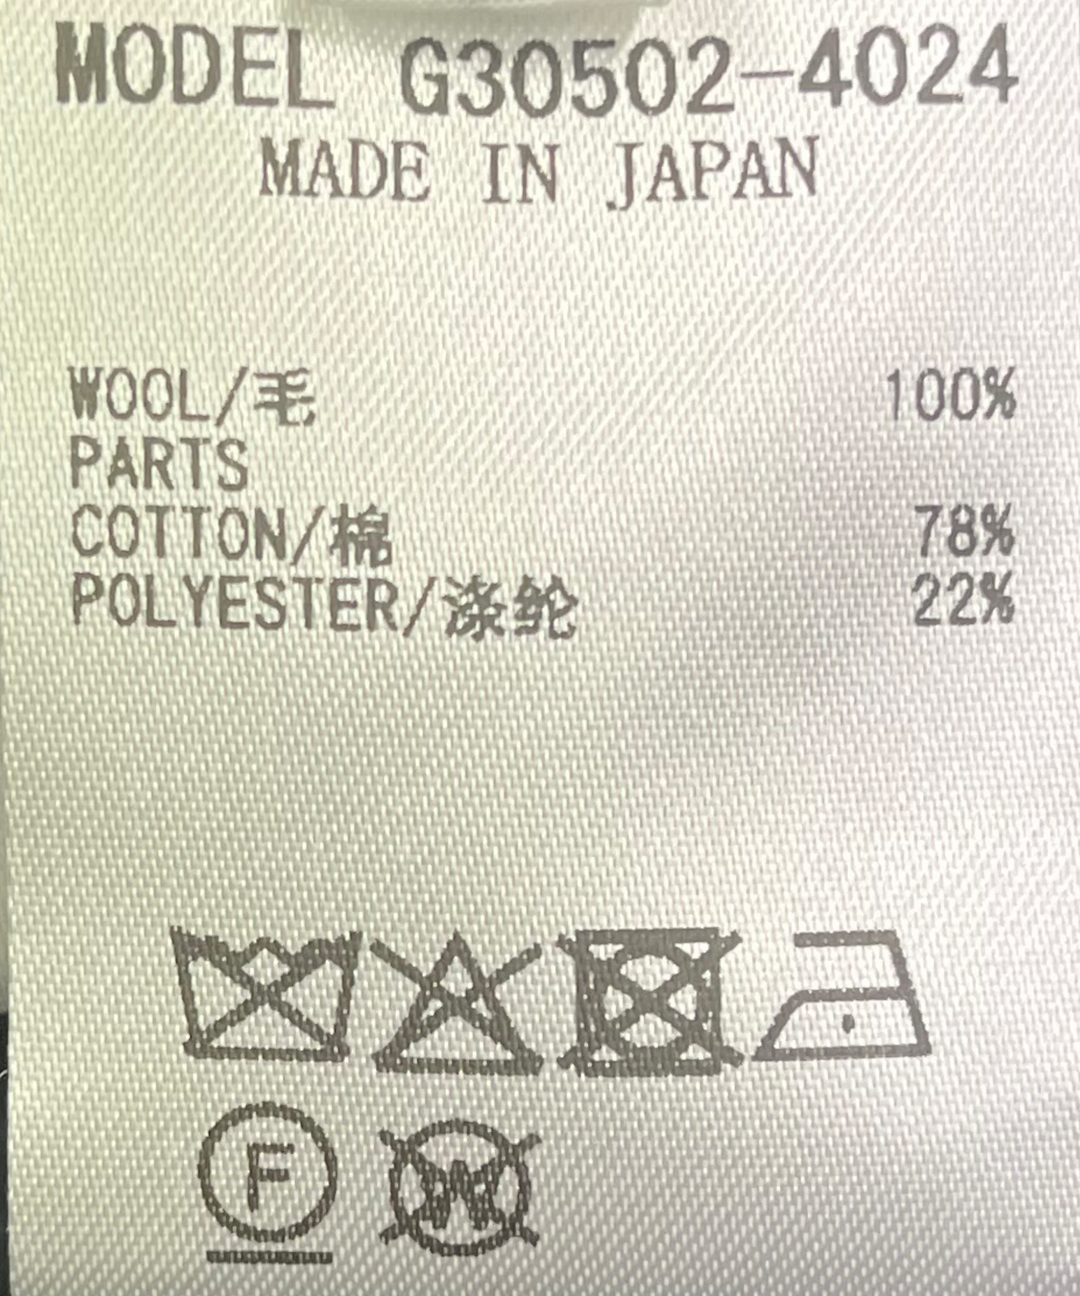 MODEL G30502-4024
MADE IN JAPAN
WOOL/毛 100%
PARTS
COTTON/棉 78%
POLYESTER/涤纶 22%
F
W